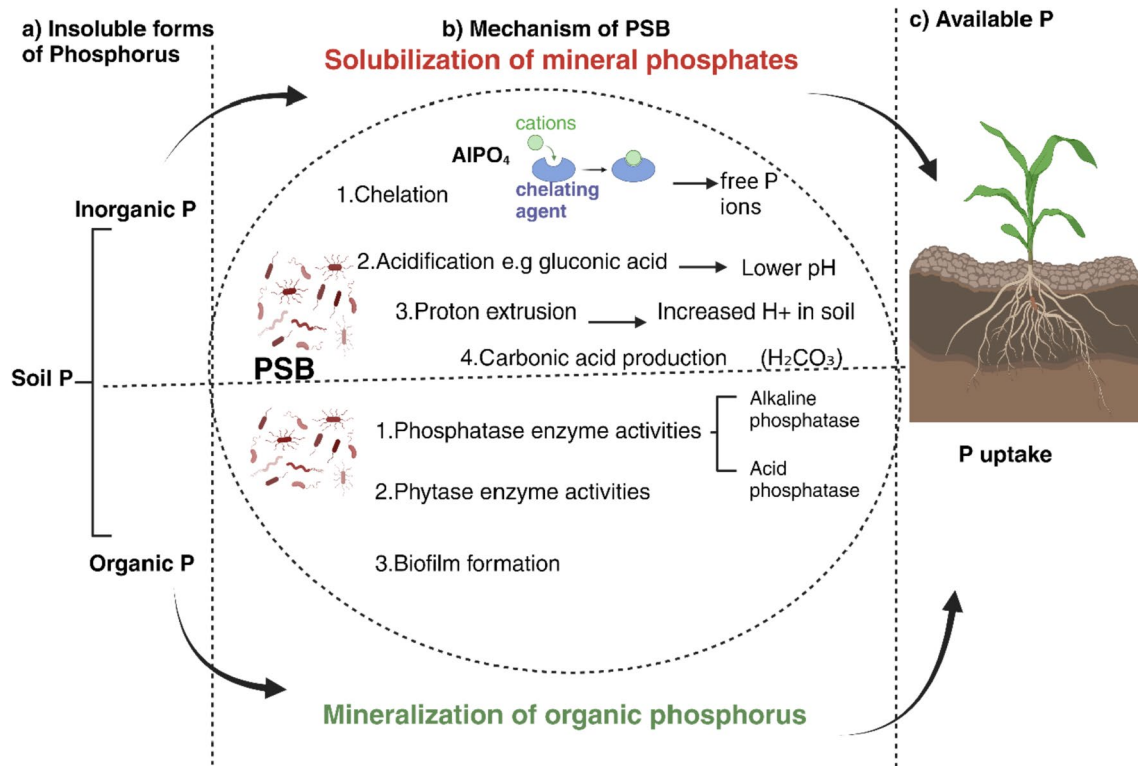 a) Insoluble forms
of Phosphorus
b) Mechanism of PSB
Solubilization of mineral phosphates
c) Available P
cations
AlPO₄
chelating
agent
free P
ions
1.Chelation
Inorganic P
2.Acidification e.g gluconic acid
Lower pH
3.Proton extrusion
Increased H+ in soil
4.Carbonic acid production (H₂CO₃)
PSB
Soil P
1.Phosphatase enzyme activities
Alkaline
phosphatase
Acid
phosphatase
2.Phytase enzyme activities
3.Biofilm formation
Organic P
P uptake
Mineralization of organic phosphorus